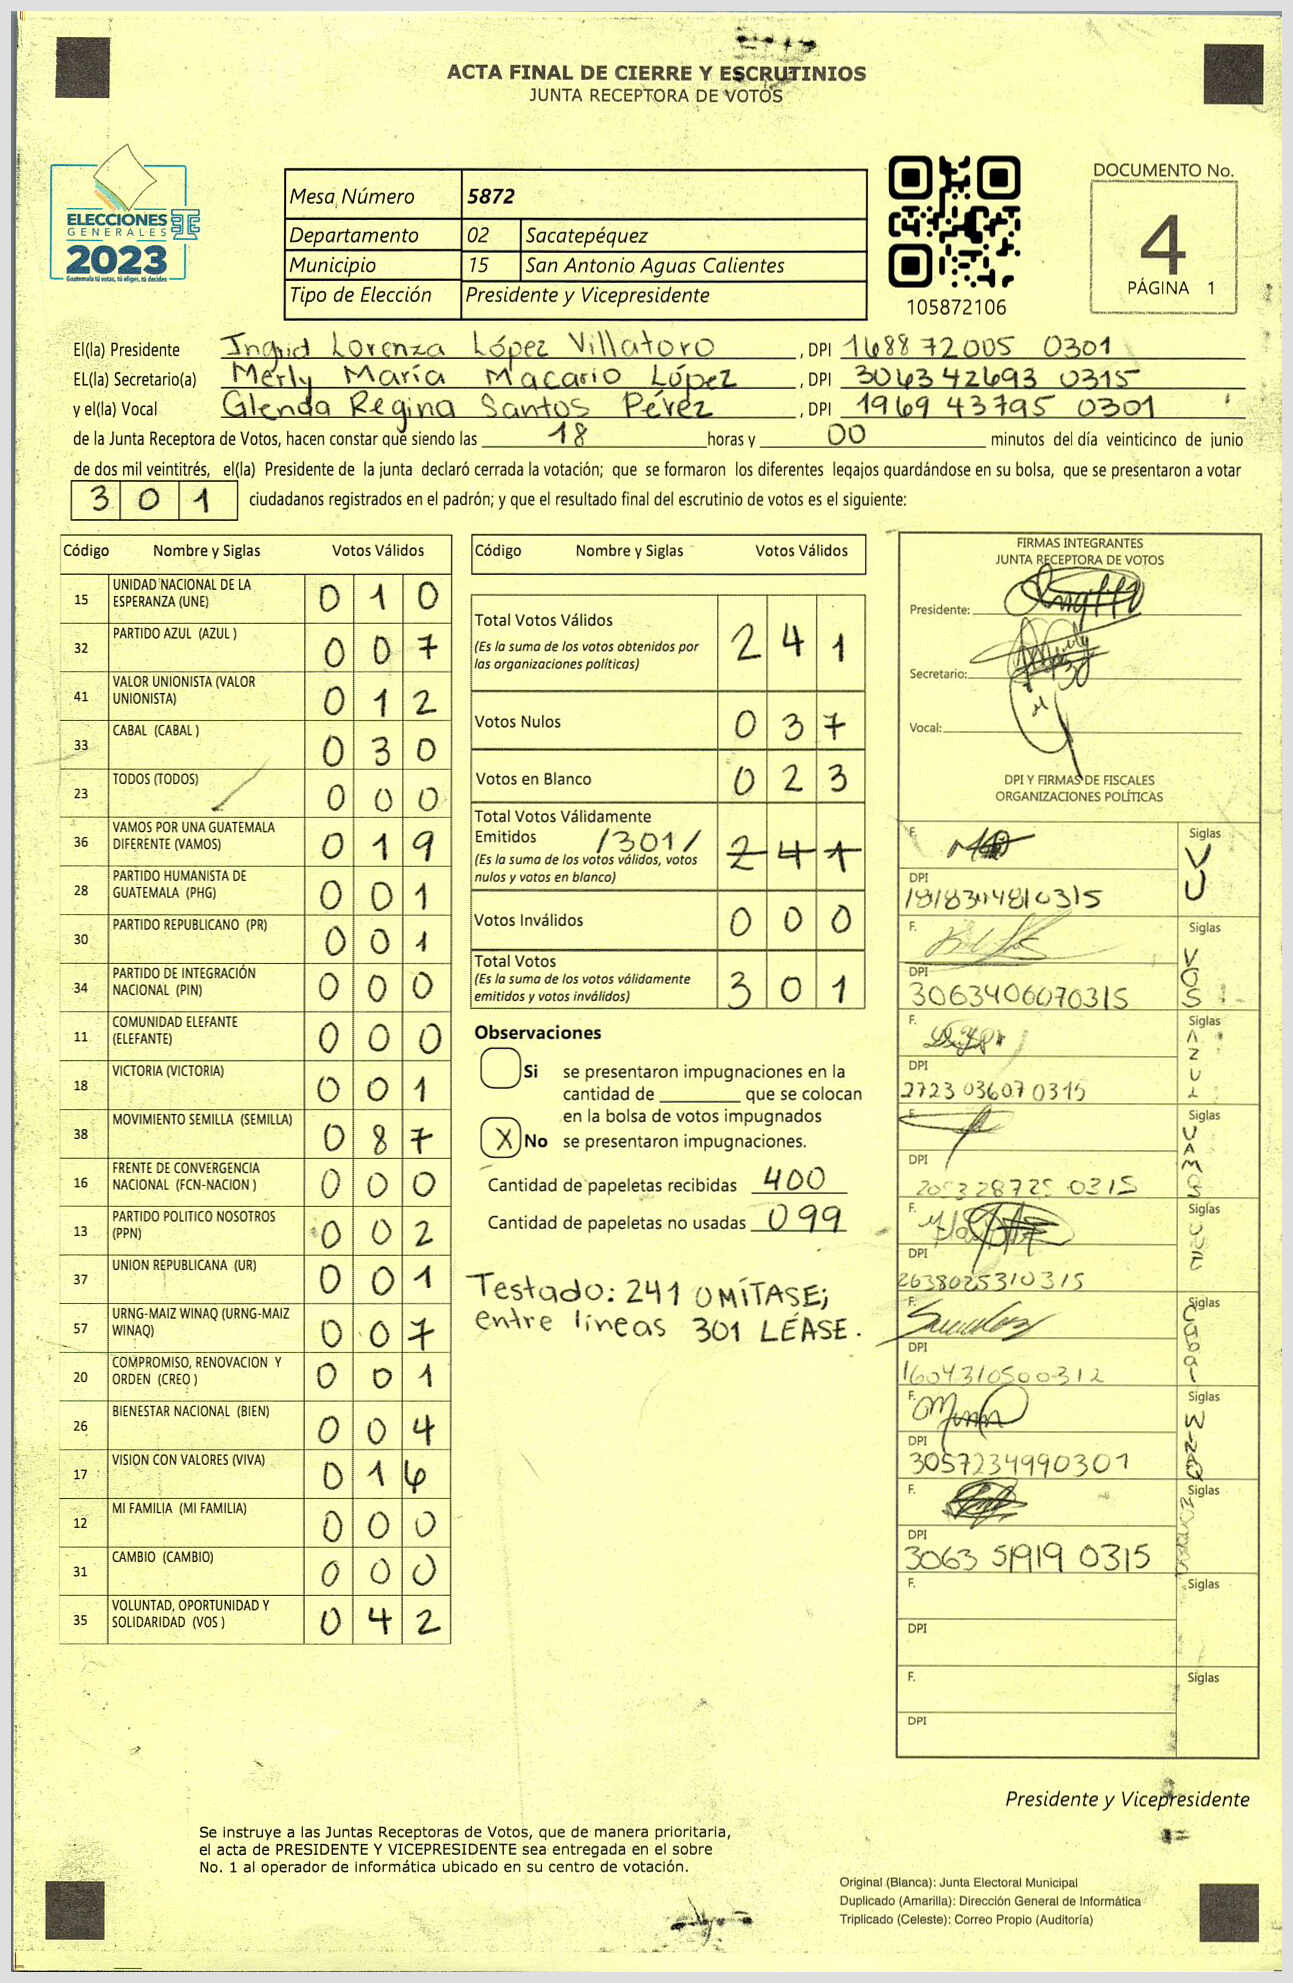 ACTA FINAL DE CIERRE Y ESCRUTINIOS
JUNTA RECEPTORA DE VOTOS
ELECCIONES
GENERALES
2023
Guatemala tú votas, tú eliges, tú decides
Mesa Número 5872
Departamento 02 Sacatepéquez
Municipio 15 San Antonio Aguas Calientes
Tipo de Elección Presidente y Vicepresidente
105872106
DOCUMENTO No.
4
PÁGINA 1
El(la) Presidente Ingrid Lorenza López Villatoro, DPI 1688 72005 0301
EL(la) Secretario(a) Merly María Macario López, DPI 3063 42693 0315
y el(la) Vocal Glenda Regina Santos Pérez, DPI 1969 43795 0301
de la Junta Receptora de Votos, hacen constar que siendo las 18 horas y 00 minutos del día veinticinco de junio
de dos mil veintitrés, el(la) Presidente de la junta declaró cerrada la votación; que se formaron los diferentes legajos guardándose en su bolsa, que se presentaron a votar
3 0 1 ciudadanos registrados en el padrón; y que el resultado final del escrutinio de votos es el siguiente:
Código Nombre y Siglas Votos Válidos
15 UNIDAD NACIONAL DE LA ESPERANZA (UNE) 0 1 0
32 PARTIDO AZUL (AZUL ) 0 0 7
41 VALOR UNIONISTA (VALOR UNIONISTA) 0 1 2
33 CABAL (CABAL ) 0 3 0
23 TODOS (TODOS) 0 0 0
36 VAMOS POR UNA GUATEMALA DIFERENTE (VAMOS) 0 1 9
28 PARTIDO HUMANISTA DE GUATEMALA (PHG) 0 0 1
30 PARTIDO REPUBLICANO (PR) 0 0 1
34 PARTIDO DE INTEGRACIÓN NACIONAL (PIN) 0 0 0
11 COMUNIDAD ELEFANTE (ELEFANTE) 0 0 0
18 VICTORIA (VICTORIA) 0 0 1
38 MOVIMIENTO SEMILLA (SEMILLA) 0 8 7
16 FRENTE DE CONVERGENCIA NACIONAL (FCN-NACION ) 0 0 0
13 PARTIDO POLITICO NOSOTROS (PPN) 0 0 2
37 UNION REPUBLICANA (UR) 0 0 1
57 URNG-MAIZ WINAQ (URNG-MAIZ WINAQ) 0 0 7
20 COMPROMISO, RENOVACION Y ORDEN (CREO ) 0 0 1
26 BIENESTAR NACIONAL (BIEN) 0 0 4
17 VISION CON VALORES (VIVA) 0 1 6
12 MI FAMILIA (MI FAMILIA) 0 0 0
31 CAMBIO (CAMBIO) 0 0 0
35 VOLUNTAD, OPORTUNIDAD Y SOLIDARIDAD (VOS ) 0 4 2
Código Nombre y Siglas Votos Válidos
Total Votos Válidos 2 4 1
(Es la suma de los votos obtenidos por
las organizaciones políticas)
Votos Nulos 0 3 7
Votos en Blanco 0 2 3
Total Votos Válidamente
Emitidos /301/ 2 4 1
(Es la suma de los votos válidos, votos
nulos y votos en blanco)
Votos Inválidos 0 0 0
Total Votos 3 0 1
(Es la suma de los votos válidamente
emitidos y votos inválidos)
Observaciones
Si se presentaron impugnaciones en la
cantidad de ________ que se colocan
en la bolsa de votos impugnados
X No se presentaron impugnaciones.
Cantidad de papeletas recibidas 400
Cantidad de papeletas no usadas 099
Testado: 241 OMÍTASE;
entre líneas 301 LÉASE.
FIRMAS INTEGRANTES
JUNTA RECEPTORA DE VOTOS
Presidente:
Secretario:
Vocal:
DPI Y FIRMAS DE FISCALES
ORGANIZACIONES POLÍTICAS
F. Siglas VU
DPI
F. Siglas VOS
DPI 3063406070315
F. Siglas AZUL
DPI 2723 03607 0315
F. Siglas VAMOS
DPI
F. Siglas UNE
DPI 2638025310315
F. Siglas Cabal
DPI 1604310500312
F. Siglas WINAQ
DPI 3057234990301
F. Siglas
DPI 3063 51919 0315
F. Siglas
DPI
F. Siglas
DPI
Presidente y Vicepresidente
Se instruye a las Juntas Receptoras de Votos, que de manera prioritaria,
el acta de PRESIDENTE Y VICEPRESIDENTE sea entregada en el sobre
No. 1 al operador de informática ubicado en su centro de votación.
Original (Blanca): Junta Electoral Municipal
Duplicado (Amarilla): Dirección General de Informática
Triplicado (Celeste): Correo Propio (Auditoría)